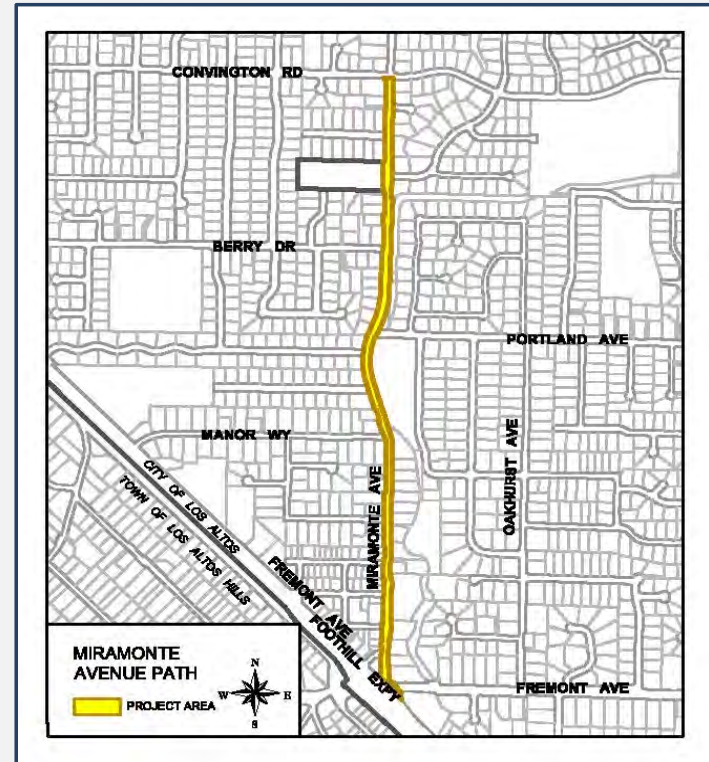 CONVINGTON RD
BERRY DR
PORTLAND AVE
MANOR WY
OAKHURST AVE
MIRAMONTE AVE
CITY OF LOS ALTOS
TOWN OF LOS ALTOS HILLS
FREMONT AVE
FOOTHILL EXPY
FREMONT AVE
MIRAMONTE
AVENUE PATH
PROJECT AREA
N
W E
S